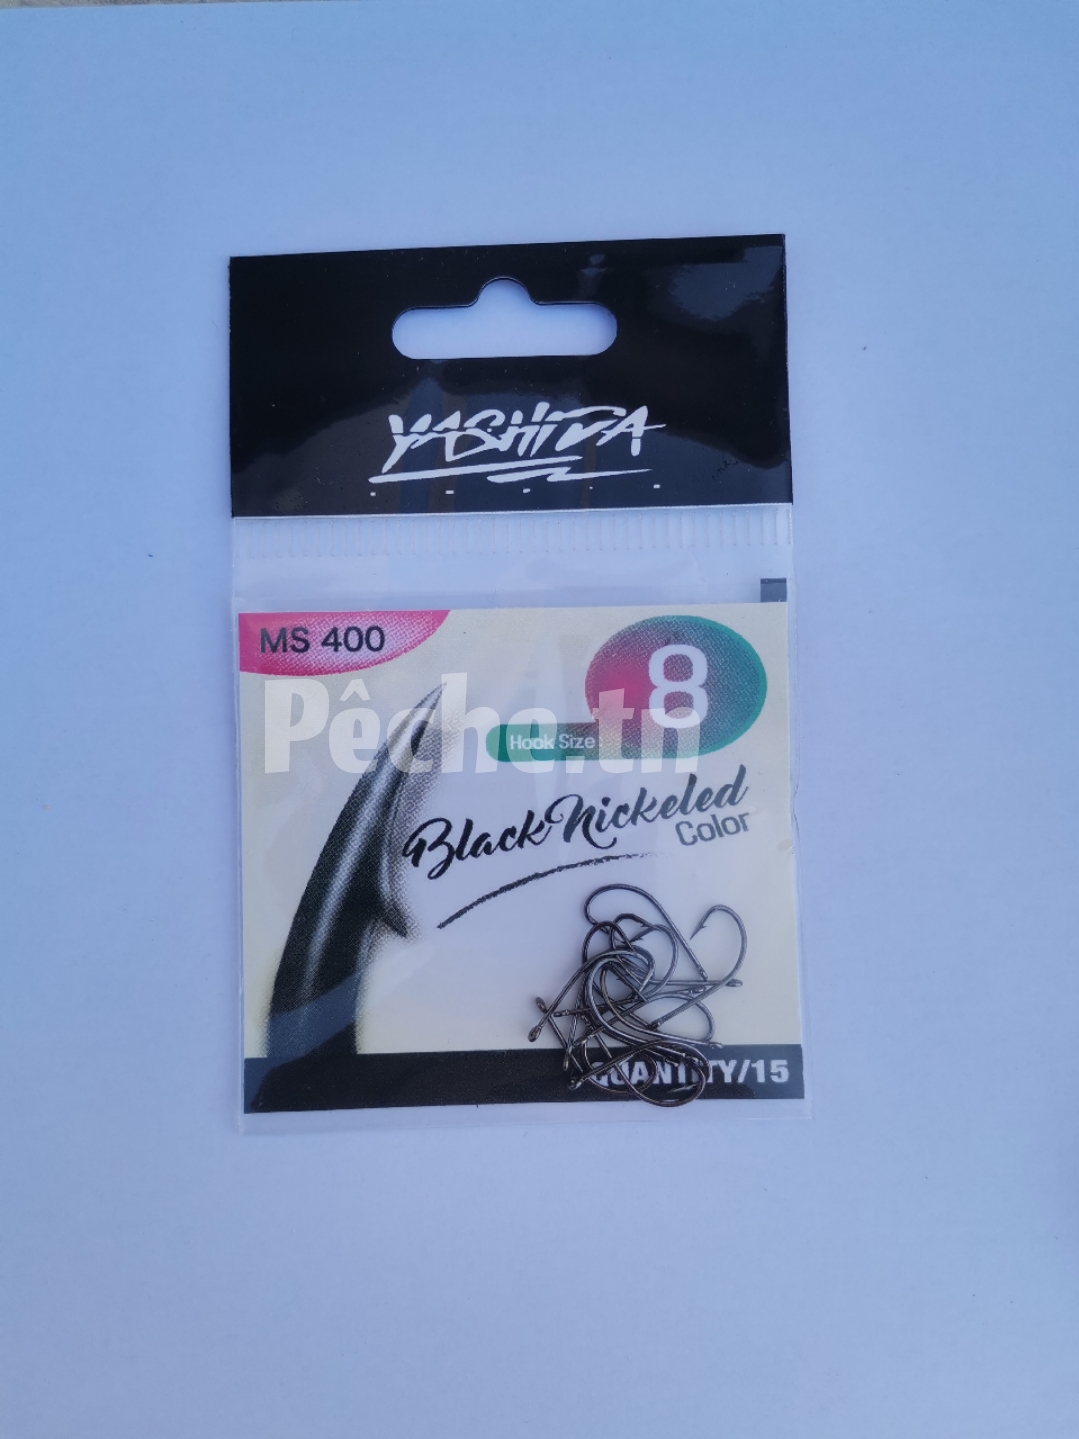 YASHIDA
MS 400
8
Hook Size
Pêche.tn
Black Nickeled
Color
QUANTITY/15